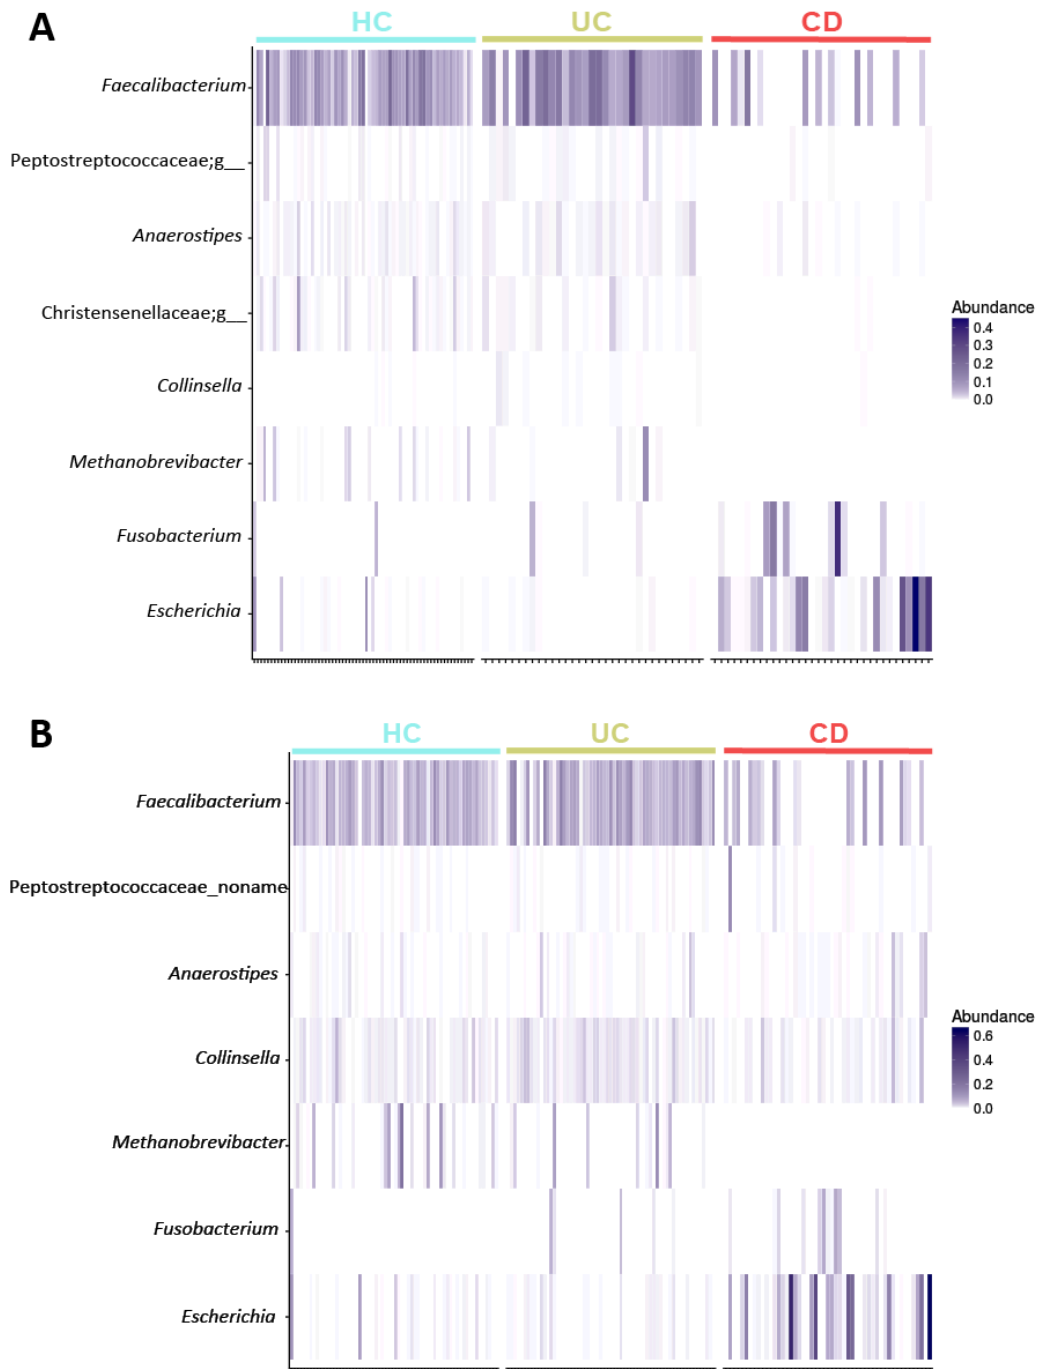 A
HC UC CD
Faecalibacterium
Peptostreptococcaceae;g__
Anaerostipes
Christensenellaceae;g__
Collinsella
Methanobrevibacter
Fusobacterium
Escherichia
Abundance
0.4
0.3
0.2
0.1
0.0
B
HC UC CD
Faecalibacterium
Peptostreptococcaceae_noname
Anaerostipes
Collinsella
Methanobrevibacter
Fusobacterium
Escherichia
Abundance
0.6
0.4
0.2
0.0